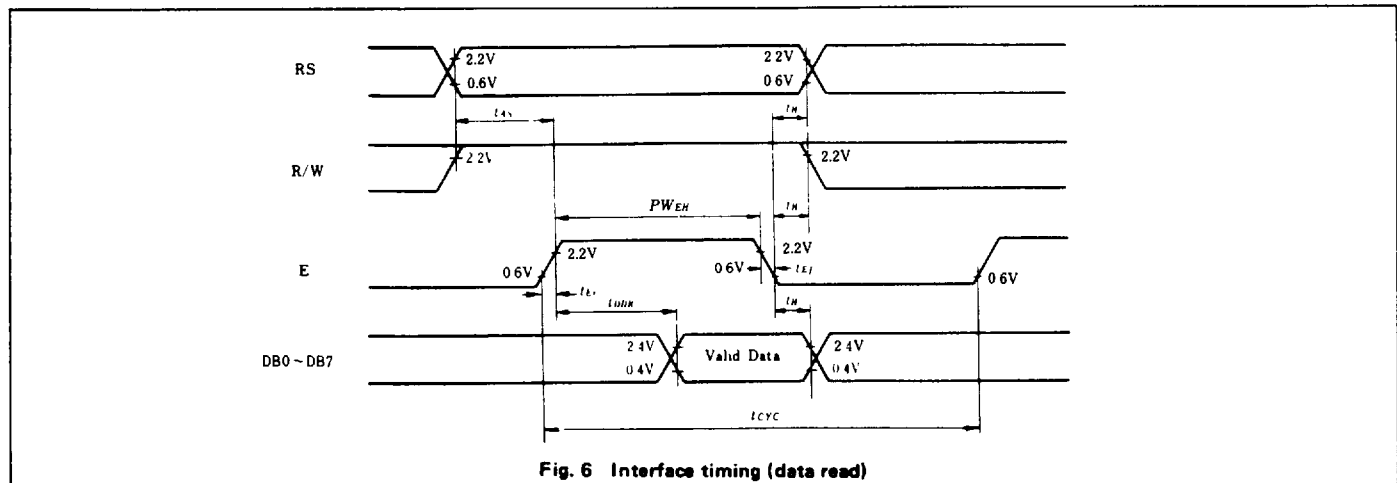 RS
2.2V
0.6V
2 2V
0 6V
tAS
tH
R/W
2 2V
2.2V
PWEH
tH
E
0 6V
2.2V
2.2V
0 6V
tEf
0 6V
tEr
tDDR
tH
DB0~DB7
2 4V
0 4V
Valid Data
2 4V
0 4V
tCYC
Fig. 6 Interface timing (data read)